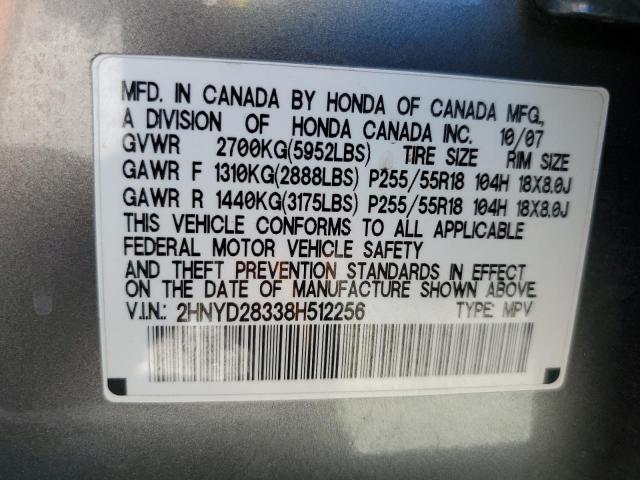 MFD. IN CANADA BY HONDA OF CANADA MFG.,
A DIVISION OF HONDA CANADA INC. 10/07
GVWR 2700KG(5952LBS) TIRE SIZE RIM SIZE
GAWR F 1310KG(2888LBS) P255/55R18 104H 18X8.0J
GAWR R 1440KG(3175LBS) P255/55R18 104H 18X8.0J
THIS VEHICLE CONFORMS TO ALL APPLICABLE
FEDERAL MOTOR VEHICLE SAFETY
AND THEFT PREVENTION STANDARDS IN EFFECT
ON THE DATE OF MANUFACTURE SHOWN ABOVE.
V.I.N.: 2HNYD28338H512256 TYPE: MPV